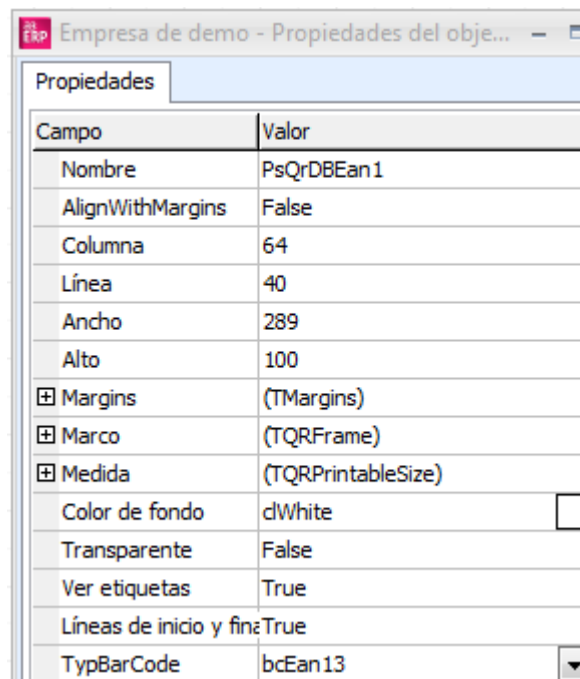 a3 ERP Empresa de demo - Propiedades del obje...
Propiedades
Campo Valor
Nombre PsQrDBEan1
AlignWithMargins False
Columna 64
Línea 40
Ancho 289
Alto 100
Margins (TMargins)
Marco (TQRFrame)
Medida (TQRPrintableSize)
Color de fondo clWhite
Transparente False
Ver etiquetas True
Líneas de inicio y fina True
TypBarCode bcEan13